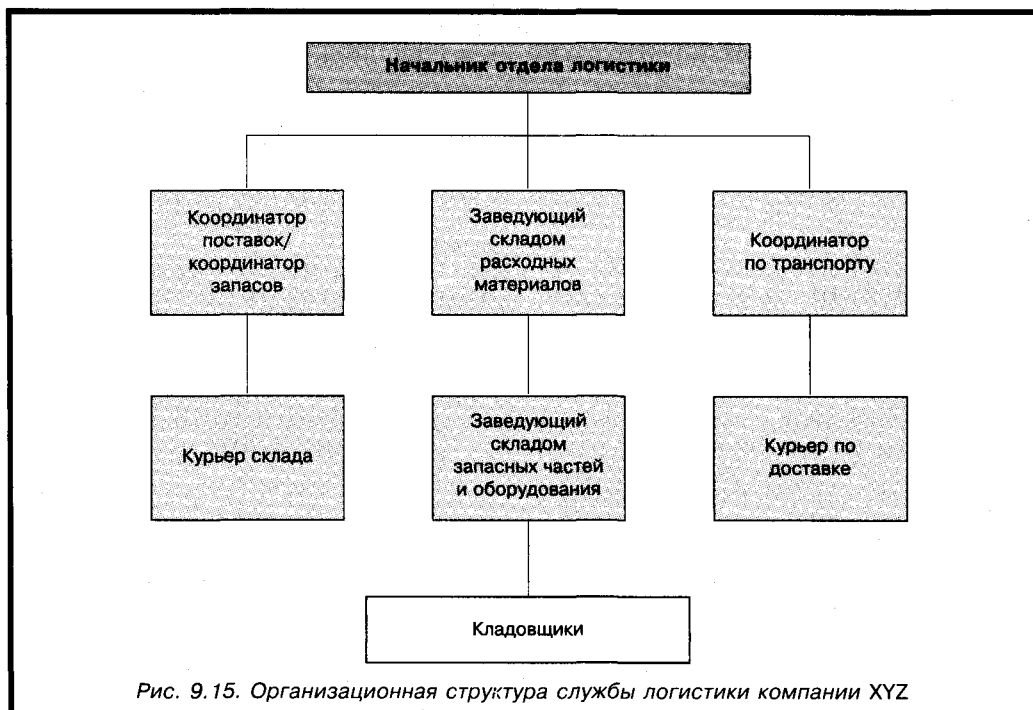 Начальник отдела логистики
Координатор
поставок/
координатор
запасов
Заведующий
складом
расходных
материалов
Координатор
по транспорту
Курьер склада
Заведующий
складом
запасных частей
и оборудования
Курьер по
доставке
Кладовщики
Рис. 9.15. Организационная структура службы логистики компании XYZ